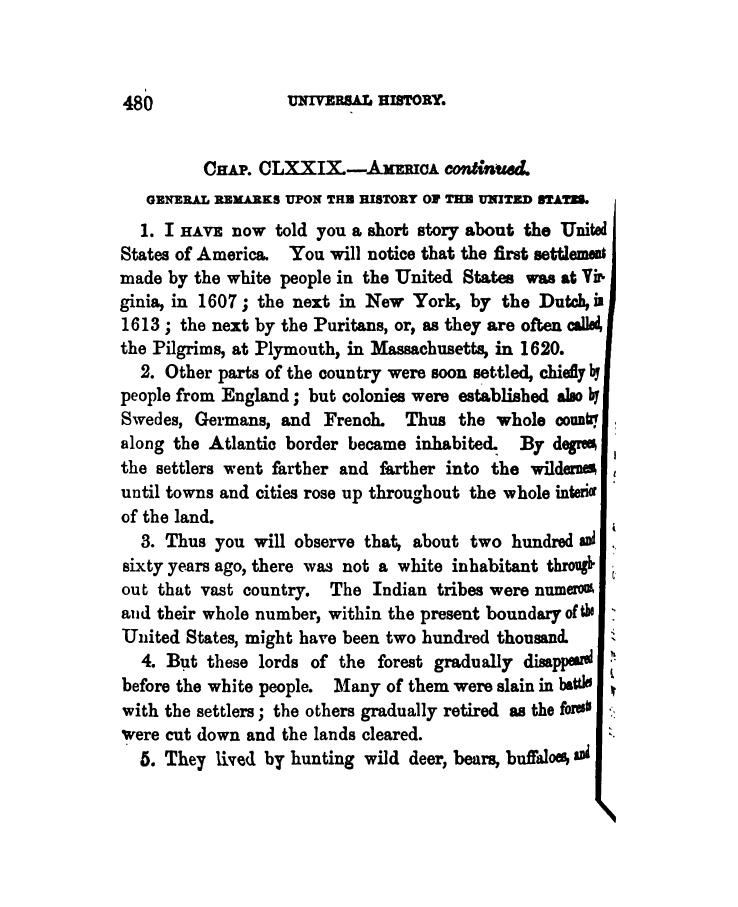 480 UNIVERSAL HISTORY.
CHAP. CLXXIX.—AMERICA continued.
GENERAL REMARKS UPON THE HISTORY OF THE UNITED STATES.
1. I HAVE now told you a short story about the United
States of America. You will notice that the first settlement
made by the white people in the United States was at Vir-
ginia, in 1607; the next in New York, by the Dutch, in
1613; the next by the Puritans, or, as they are often called,
the Pilgrims, at Plymouth, in Massachusetts, in 1620.
2. Other parts of the country were soon settled, chiefly by
people from England; but colonies were established also by
Swedes, Germans, and French. Thus the whole country
along the Atlantic border became inhabited. By degrees,
the settlers went farther and farther into the wilderness,
until towns and cities rose up throughout the whole interior
of the land.
3. Thus you will observe that, about two hundred and
sixty years ago, there was not a white inhabitant through-
out that vast country. The Indian tribes were numerous,
and their whole number, within the present boundary of the
United States, might have been two hundred thousand.
4. But these lords of the forest gradually disappeared
before the white people. Many of them were slain in battles
with the settlers; the others gradually retired as the forests
were cut down and the lands cleared.
5. They lived by hunting wild deer, bears, buffaloes, and